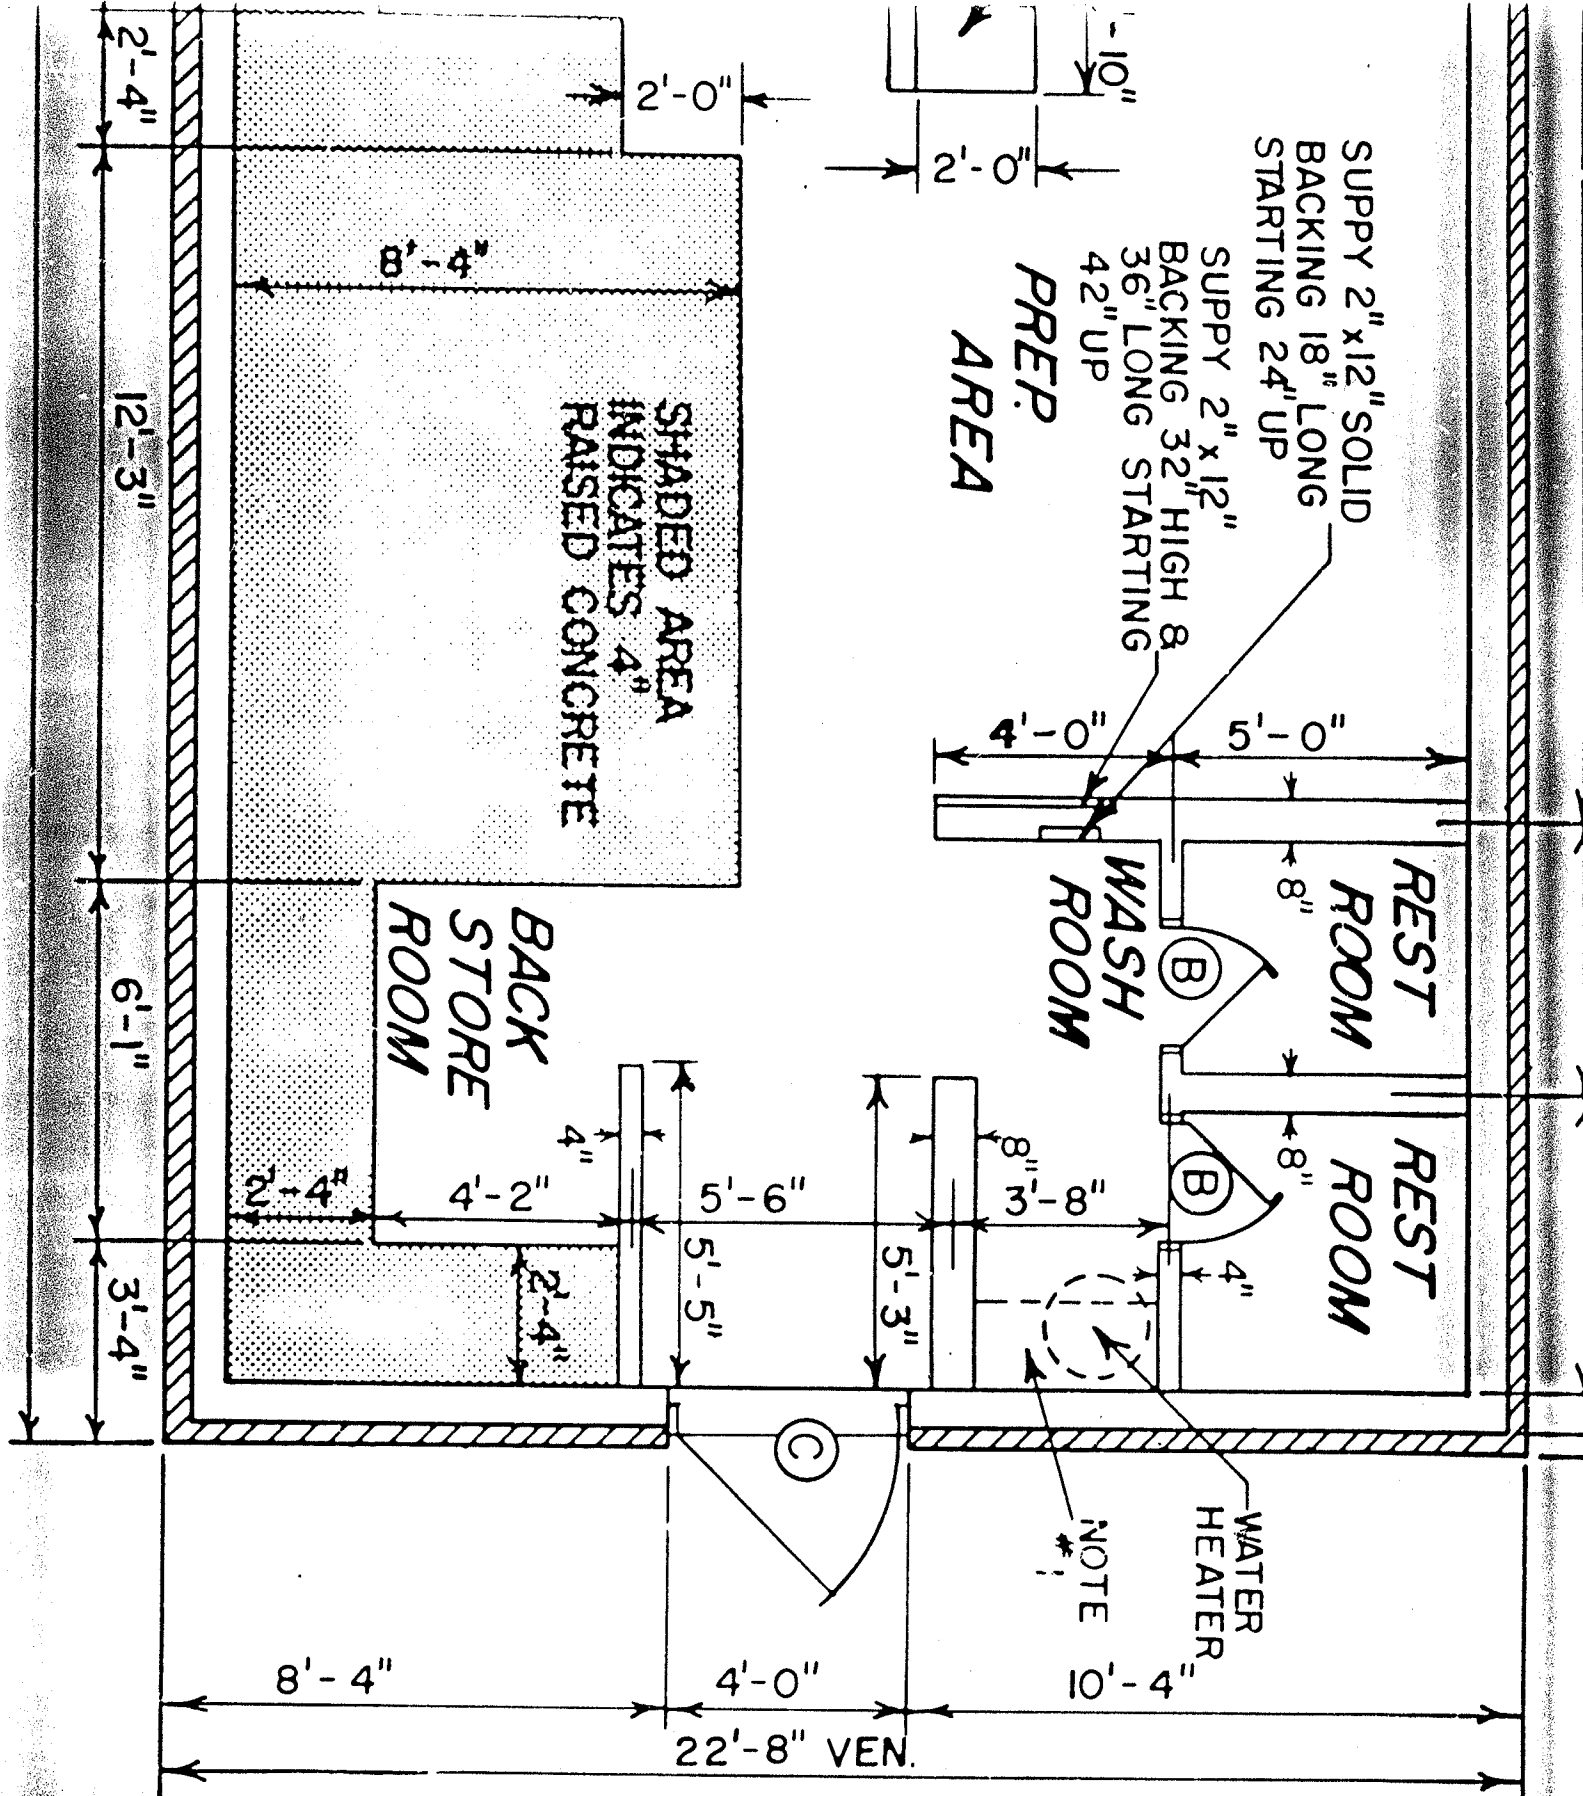 2'-4"
2'-0"
-10"
2'-0"
SUPPY 2"x12" SOLID
BACKING 18" LONG
STARTING 24" UP
SUPPY 2" x 12"
BACKING 32" HIGH &
36" LONG STARTING
42" UP
PREP.
AREA
8'-4"
SHADED AREA
INDICATES 4"
RAISED CONCRETE
12'-3"
4'-0"
5'-0"
8"
REST
ROOM
WASH
ROOM
B
BACK
STORE
ROOM
6'-1"
4"
8"
8"
REST
ROOM
B
2'-4"
4'-2"
5'-6"
3'-8"
5'-5"
5'-3"
4"
2'-4"
3'-4"
C
WATER
HEATER
NOTE
8'-4"
4'-0"
10'-4"
22'-8" VEN.